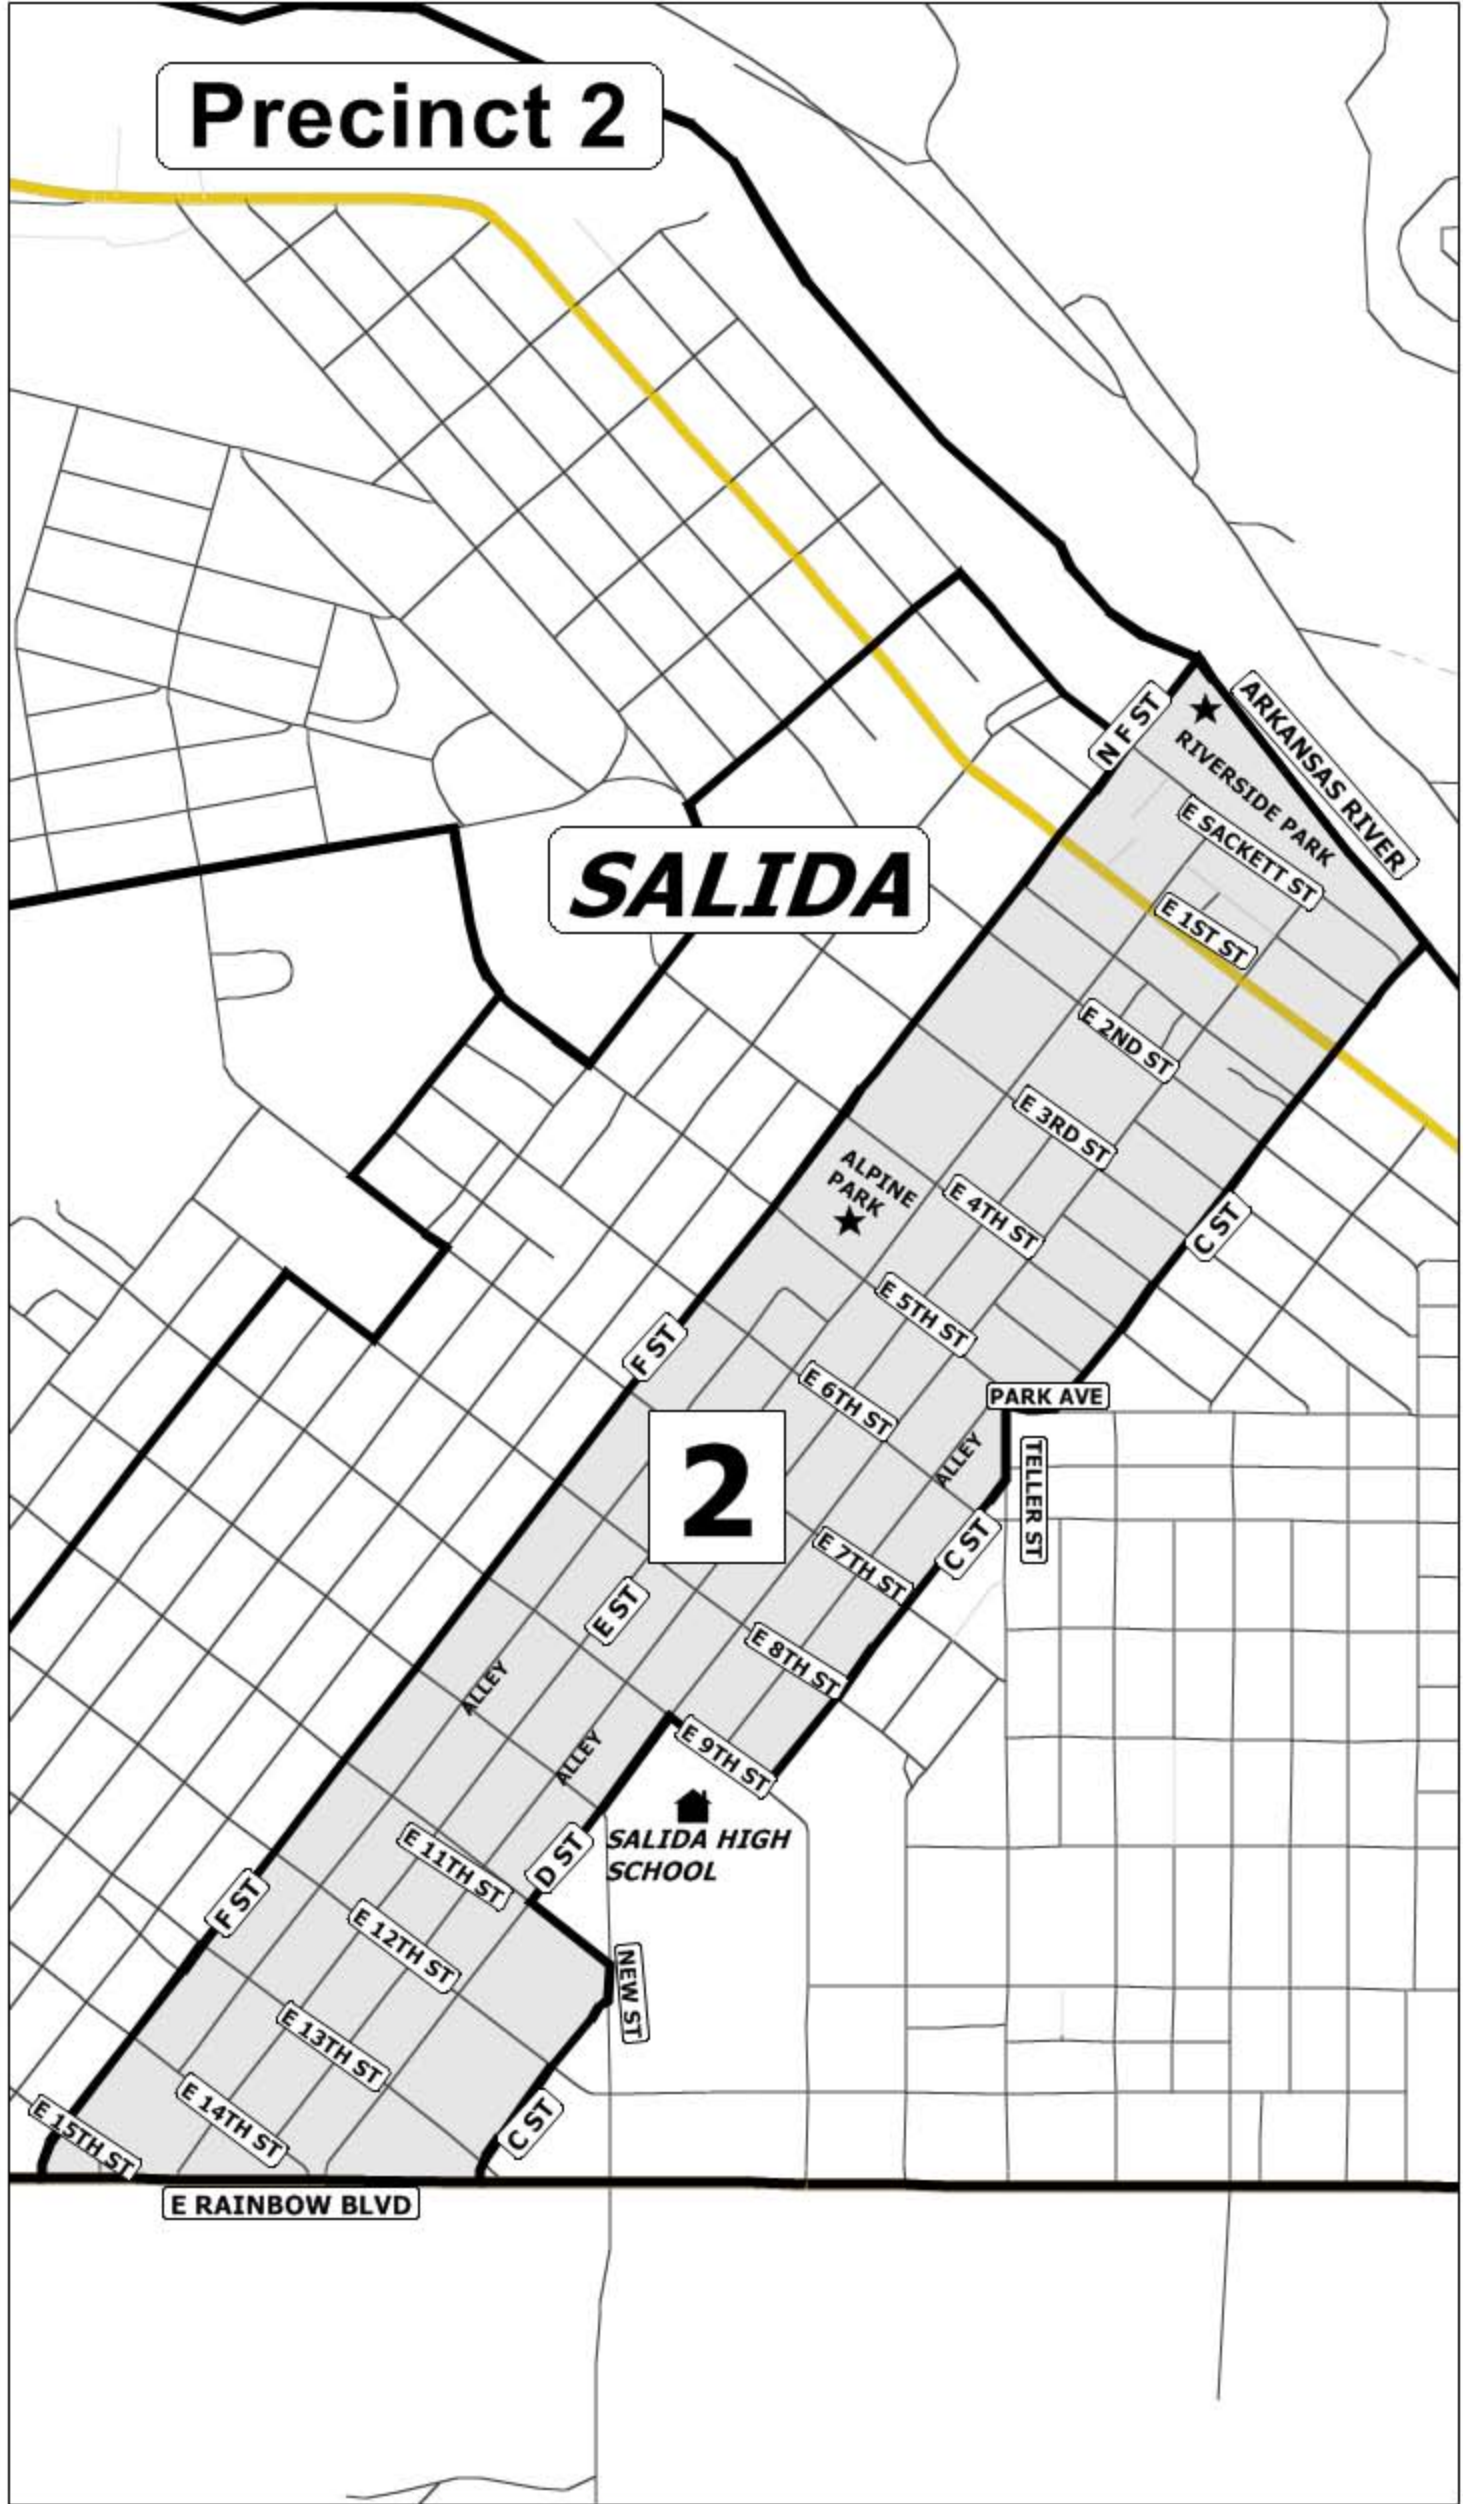 Precinct 2
N F ST
ARKANSAS RIVER
RIVERSIDE PARK
E SACKETT ST
SALIDA
E 1ST ST
E 2ND ST
E 3RD ST
ALPINE
PARK
E 4TH ST
C ST
E 5TH ST
F ST
E 6TH ST
PARK AVE
2
ALLEY
TELLER ST
C ST
E 7TH ST
E ST
E 8TH ST
ALLEY
ALLEY
E 9TH ST
SALIDA HIGH
SCHOOL
D ST
E 11TH ST
F ST
E 12TH ST
NEW ST
E 13TH ST
C ST
E 14TH ST
E 15TH ST
E RAINBOW BLVD